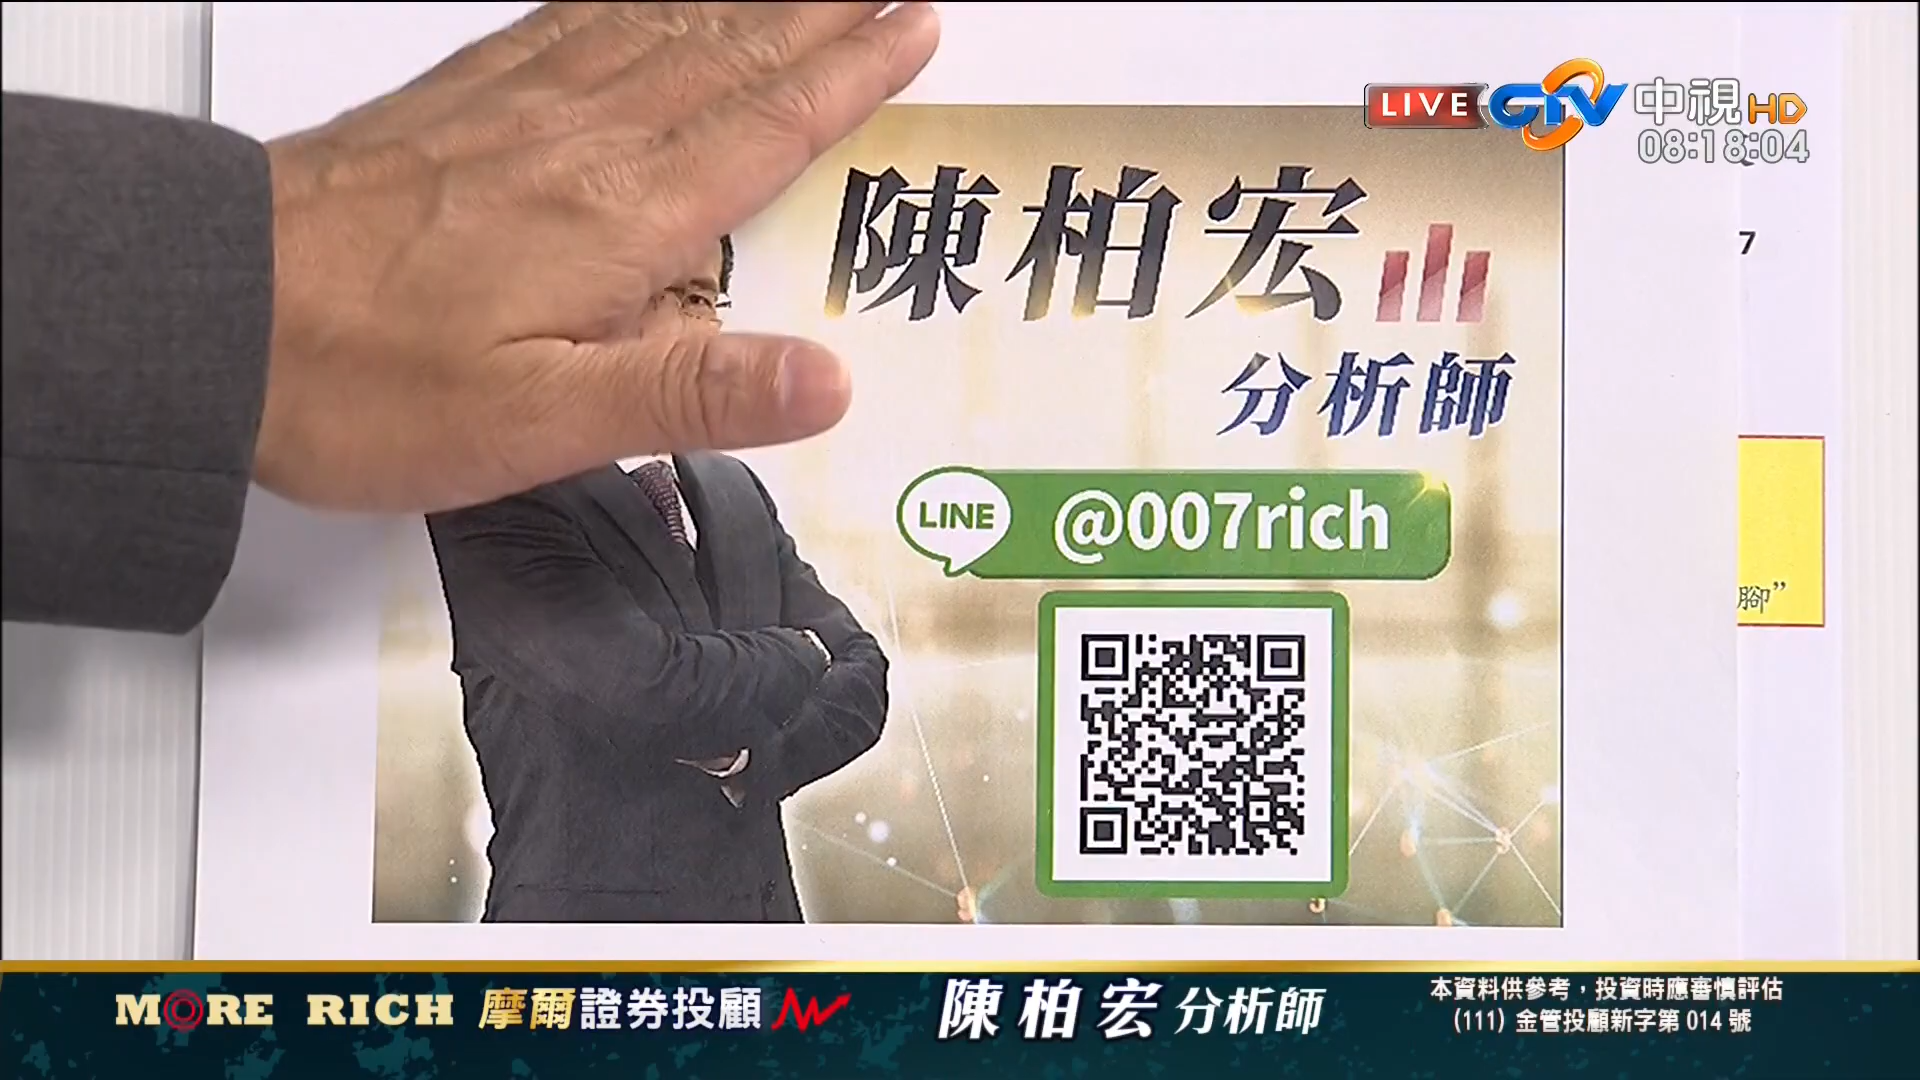 LIVE CTV 中視 HD
08:18:04
陳柏宏
分析師
LINE @007rich
7
腳”
MORE RICH 摩爾證券投顧 陳柏宏 分析師
本資料供參考，投資時應審慎評估
(111) 金管投顧新字第 014 號